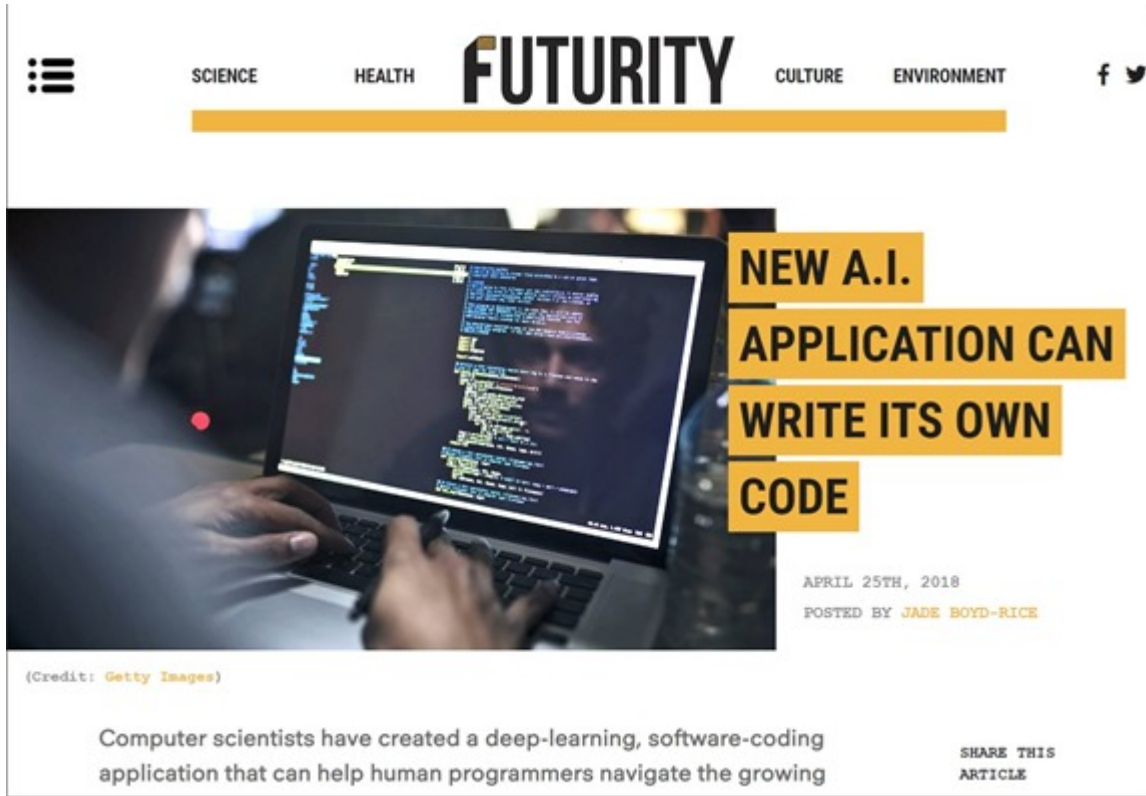 SCIENCE
HEALTH
FUTURITY
CULTURE
ENVIRONMENT
NEW A.I.
APPLICATION CAN
WRITE ITS OWN
CODE
APRIL 25TH, 2018
POSTED BY JADE BOYD-RICE
(Credit: Getty Images)
Computer scientists have created a deep-learning, software-coding
application that can help human programmers navigate the growing
SHARE THIS
ARTICLE